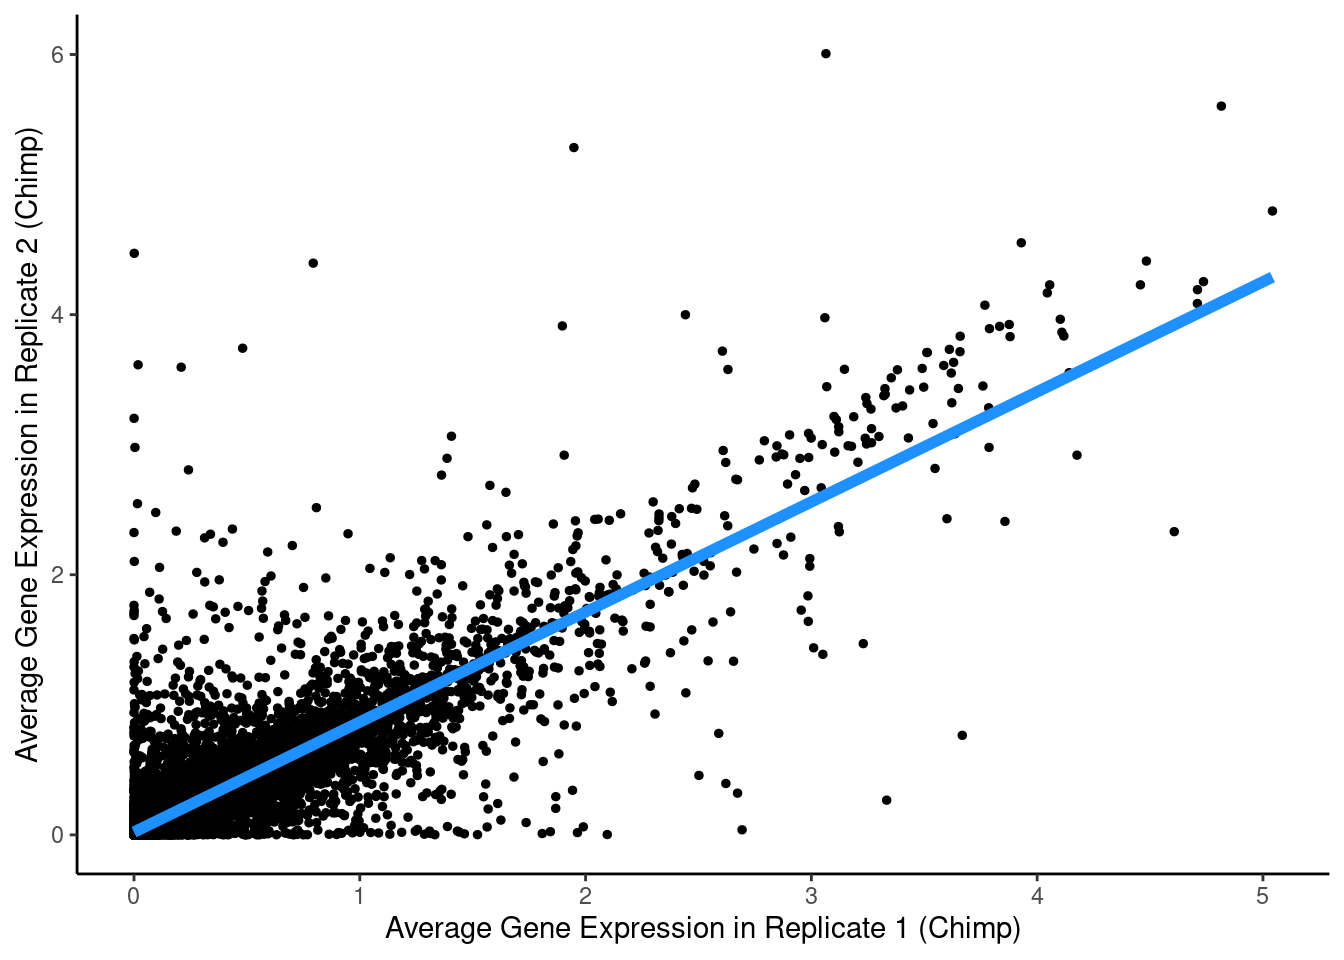 6
4
2
0
Average Gene Expression in Replicate 2 (Chimp)
0 1 2 3 4 5
Average Gene Expression in Replicate 1 (Chimp)